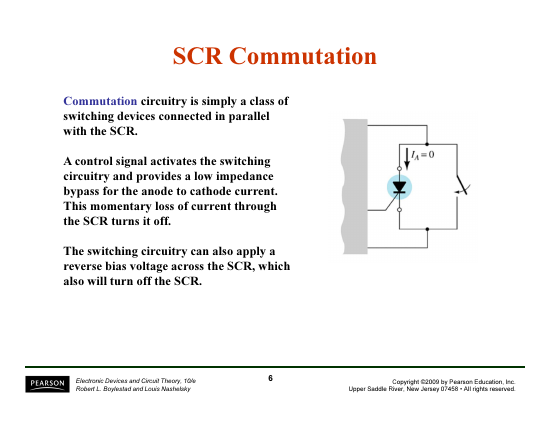 SCR Commutation
Commutation circuitry is simply a class of
switching devices connected in parallel
with the SCR.
A control signal activates the switching
circuitry and provides a low impedance
bypass for the anode to cathode current.
This momentary loss of current through
the SCR turns it off.
The switching circuitry can also apply a
reverse bias voltage across the SCR, which
also will turn off the SCR.
I_A = 0
PEARSON
Electronic Devices and Circuit Theory, 10/e
Robert L. Boylestad and Louis Nashelsky
6
Copyright ©2009 by Pearson Education, Inc.
Upper Saddle River, New Jersey 07458 • All rights reserved.